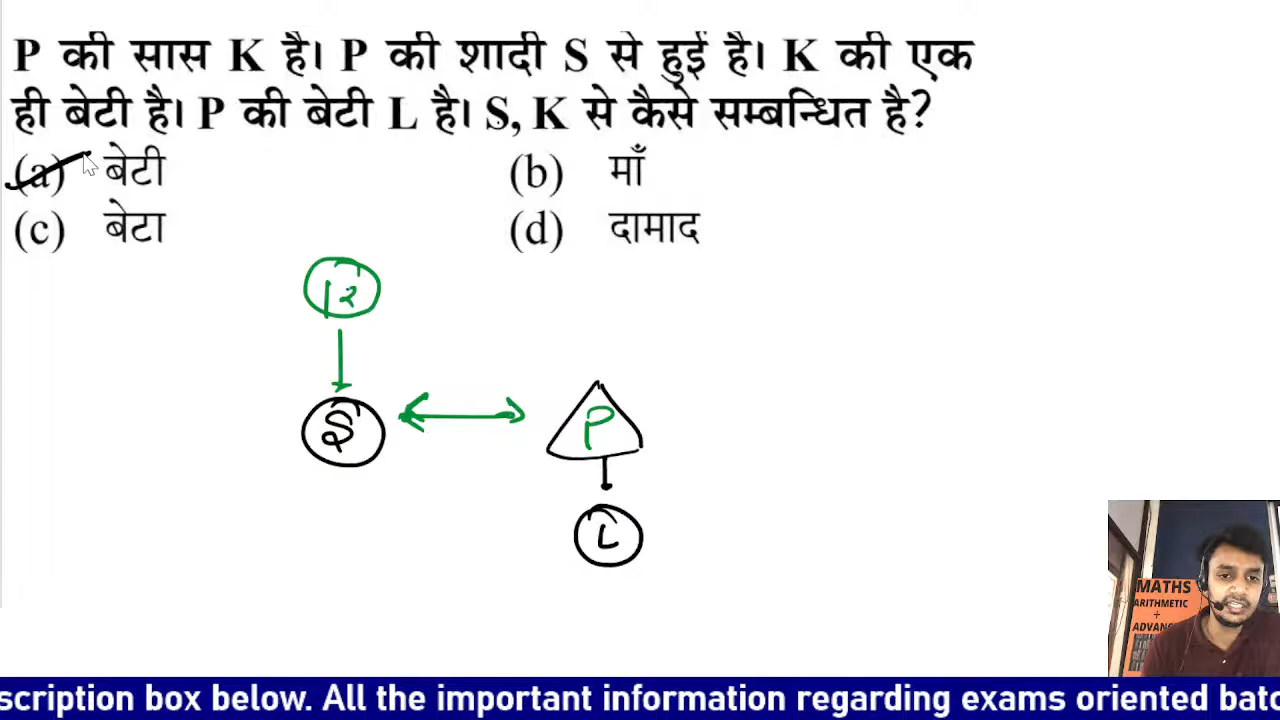 P की सास K है। P की शादी S से हुई है। K की एक
ही बेटी है। P की बेटी L है। S, K से कैसे सम्बन्धित है?
(a) बेटी (b) माँ
(c) बेटा (d) दामाद
K
S P
L
MATHS
ARITHMETIC
+
scription box below. All the important information regarding exams oriented batc